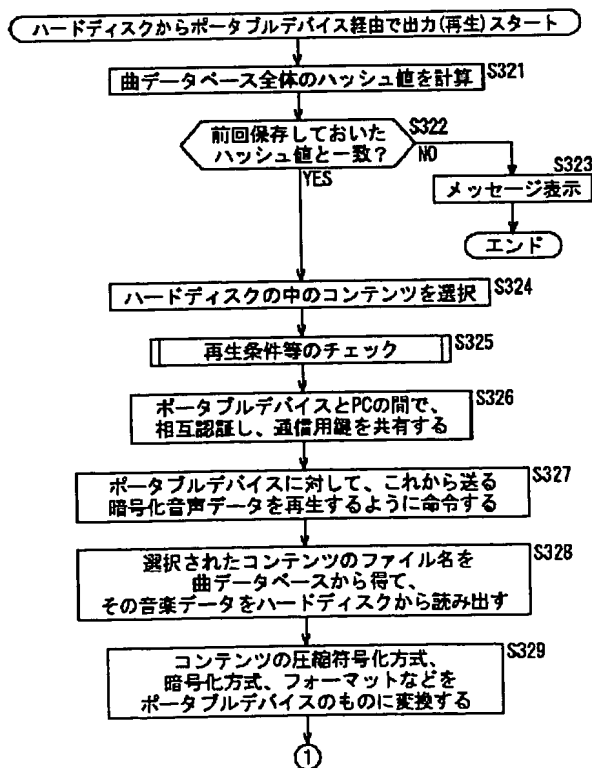 ハードディスクからポータブルデバイス経由で出力(再生)スタート
S321
曲データベース全体のハッシュ値を計算
S322
前回保存しておいた
ハッシュ値と一致?
NO
YES
S323
メッセージ表示
エンド
S324
ハードディスクの中のコンテンツを選択
S325
再生条件等のチェック
S326
ポータブルデバイスとPCの間で、
相互認証し、通信用鍵を共有する
S327
ポータブルデバイスに対して、これから送る
暗号化音声データを再生するように命令する
S328
選択されたコンテンツのファイル名を
曲データベースから得て、
その音楽データをハードディスクから読み出す
S329
コンテンツの圧縮符号化方式、
暗号化方式、フォーマットなどを
ポータブルデバイスのものに変換する
①